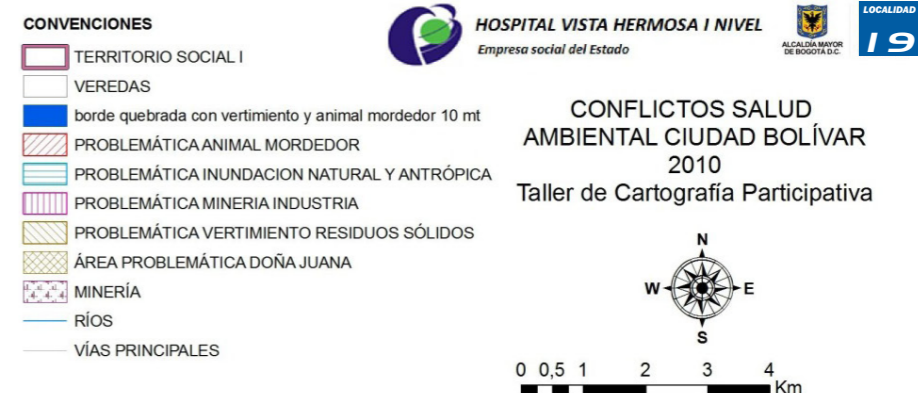 CONVENCIONES
TERRITORIO SOCIAL I
VEREDAS
borde quebrada con vertimiento y animal mordedor 10 mt
PROBLEMÁTICA ANIMAL MORDEDOR
PROBLEMÁTICA INUNDACION NATURAL Y ANTRÓPICA
PROBLEMÁTICA MINERIA INDUSTRIA
PROBLEMÁTICA VERTIMIENTO RESIDUOS SÓLIDOS
ÁREA PROBLEMÁTICA DOÑA JUANA
MINERÍA
RÍOS
VÍAS PRINCIPALES
HOSPITAL VISTA HERMOSA I NIVEL
Empresa social del Estado
ALCALDÍA MAYOR
DE BOGOTÁ D.C.
LOCALIDAD
19
CONFLICTOS SALUD
AMBIENTAL CIUDAD BOLÍVAR
2010
Taller de Cartografía Participativa
N
W E
S
0 0,5 1 2 3 4
Km